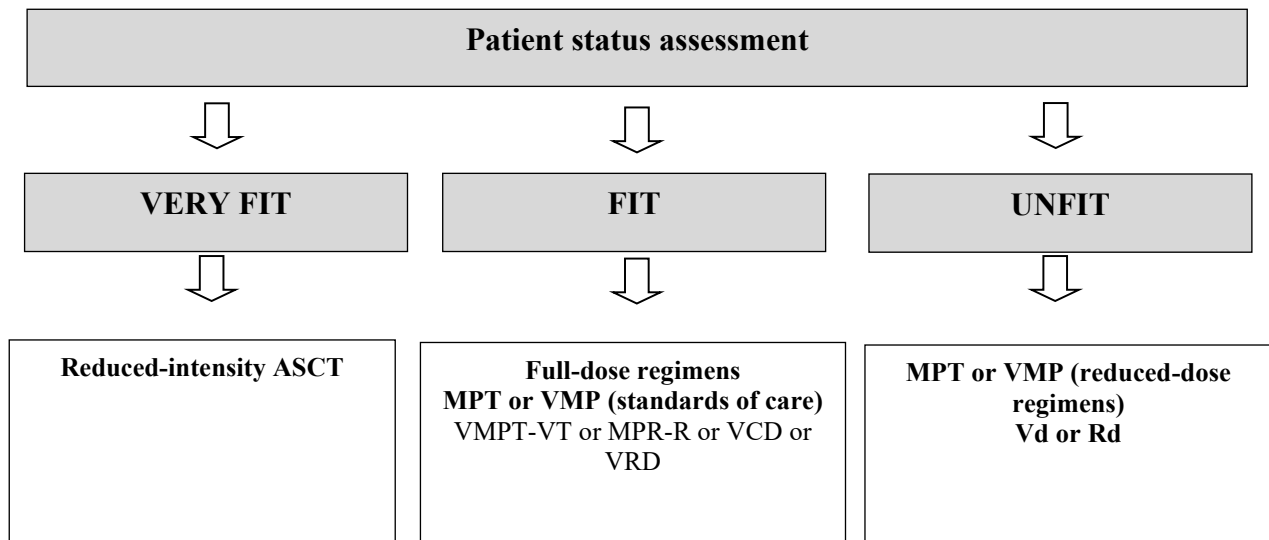 Patient status assessment
VERY FIT
FIT
UNFIT
Reduced-intensity ASCT
Full-dose regimens
MPT or VMP (standards of care)
VMPT-VT or MPR-R or VCD or
VRD
MPT or VMP (reduced-dose
regimens)
Vd or Rd